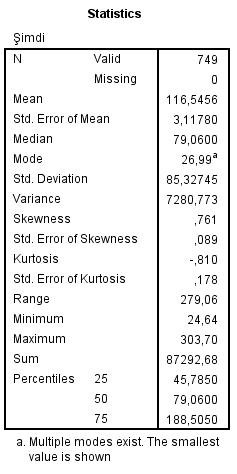 Statistics
Şimdi
N Valid 749
Missing 0
Mean 116,5456
Std. Error of Mean 3,11780
Median 79,0600
Mode 26,99a
Std. Deviation 85,32745
Variance 7280,773
Skewness ,761
Std. Error of Skewness ,089
Kurtosis -,810
Std. Error of Kurtosis ,178
Range 279,06
Minimum 24,64
Maximum 303,70
Sum 87292,68
Percentiles 25 45,7850
50 79,0600
75 188,5050
a. Multiple modes exist. The smallest
value is shown